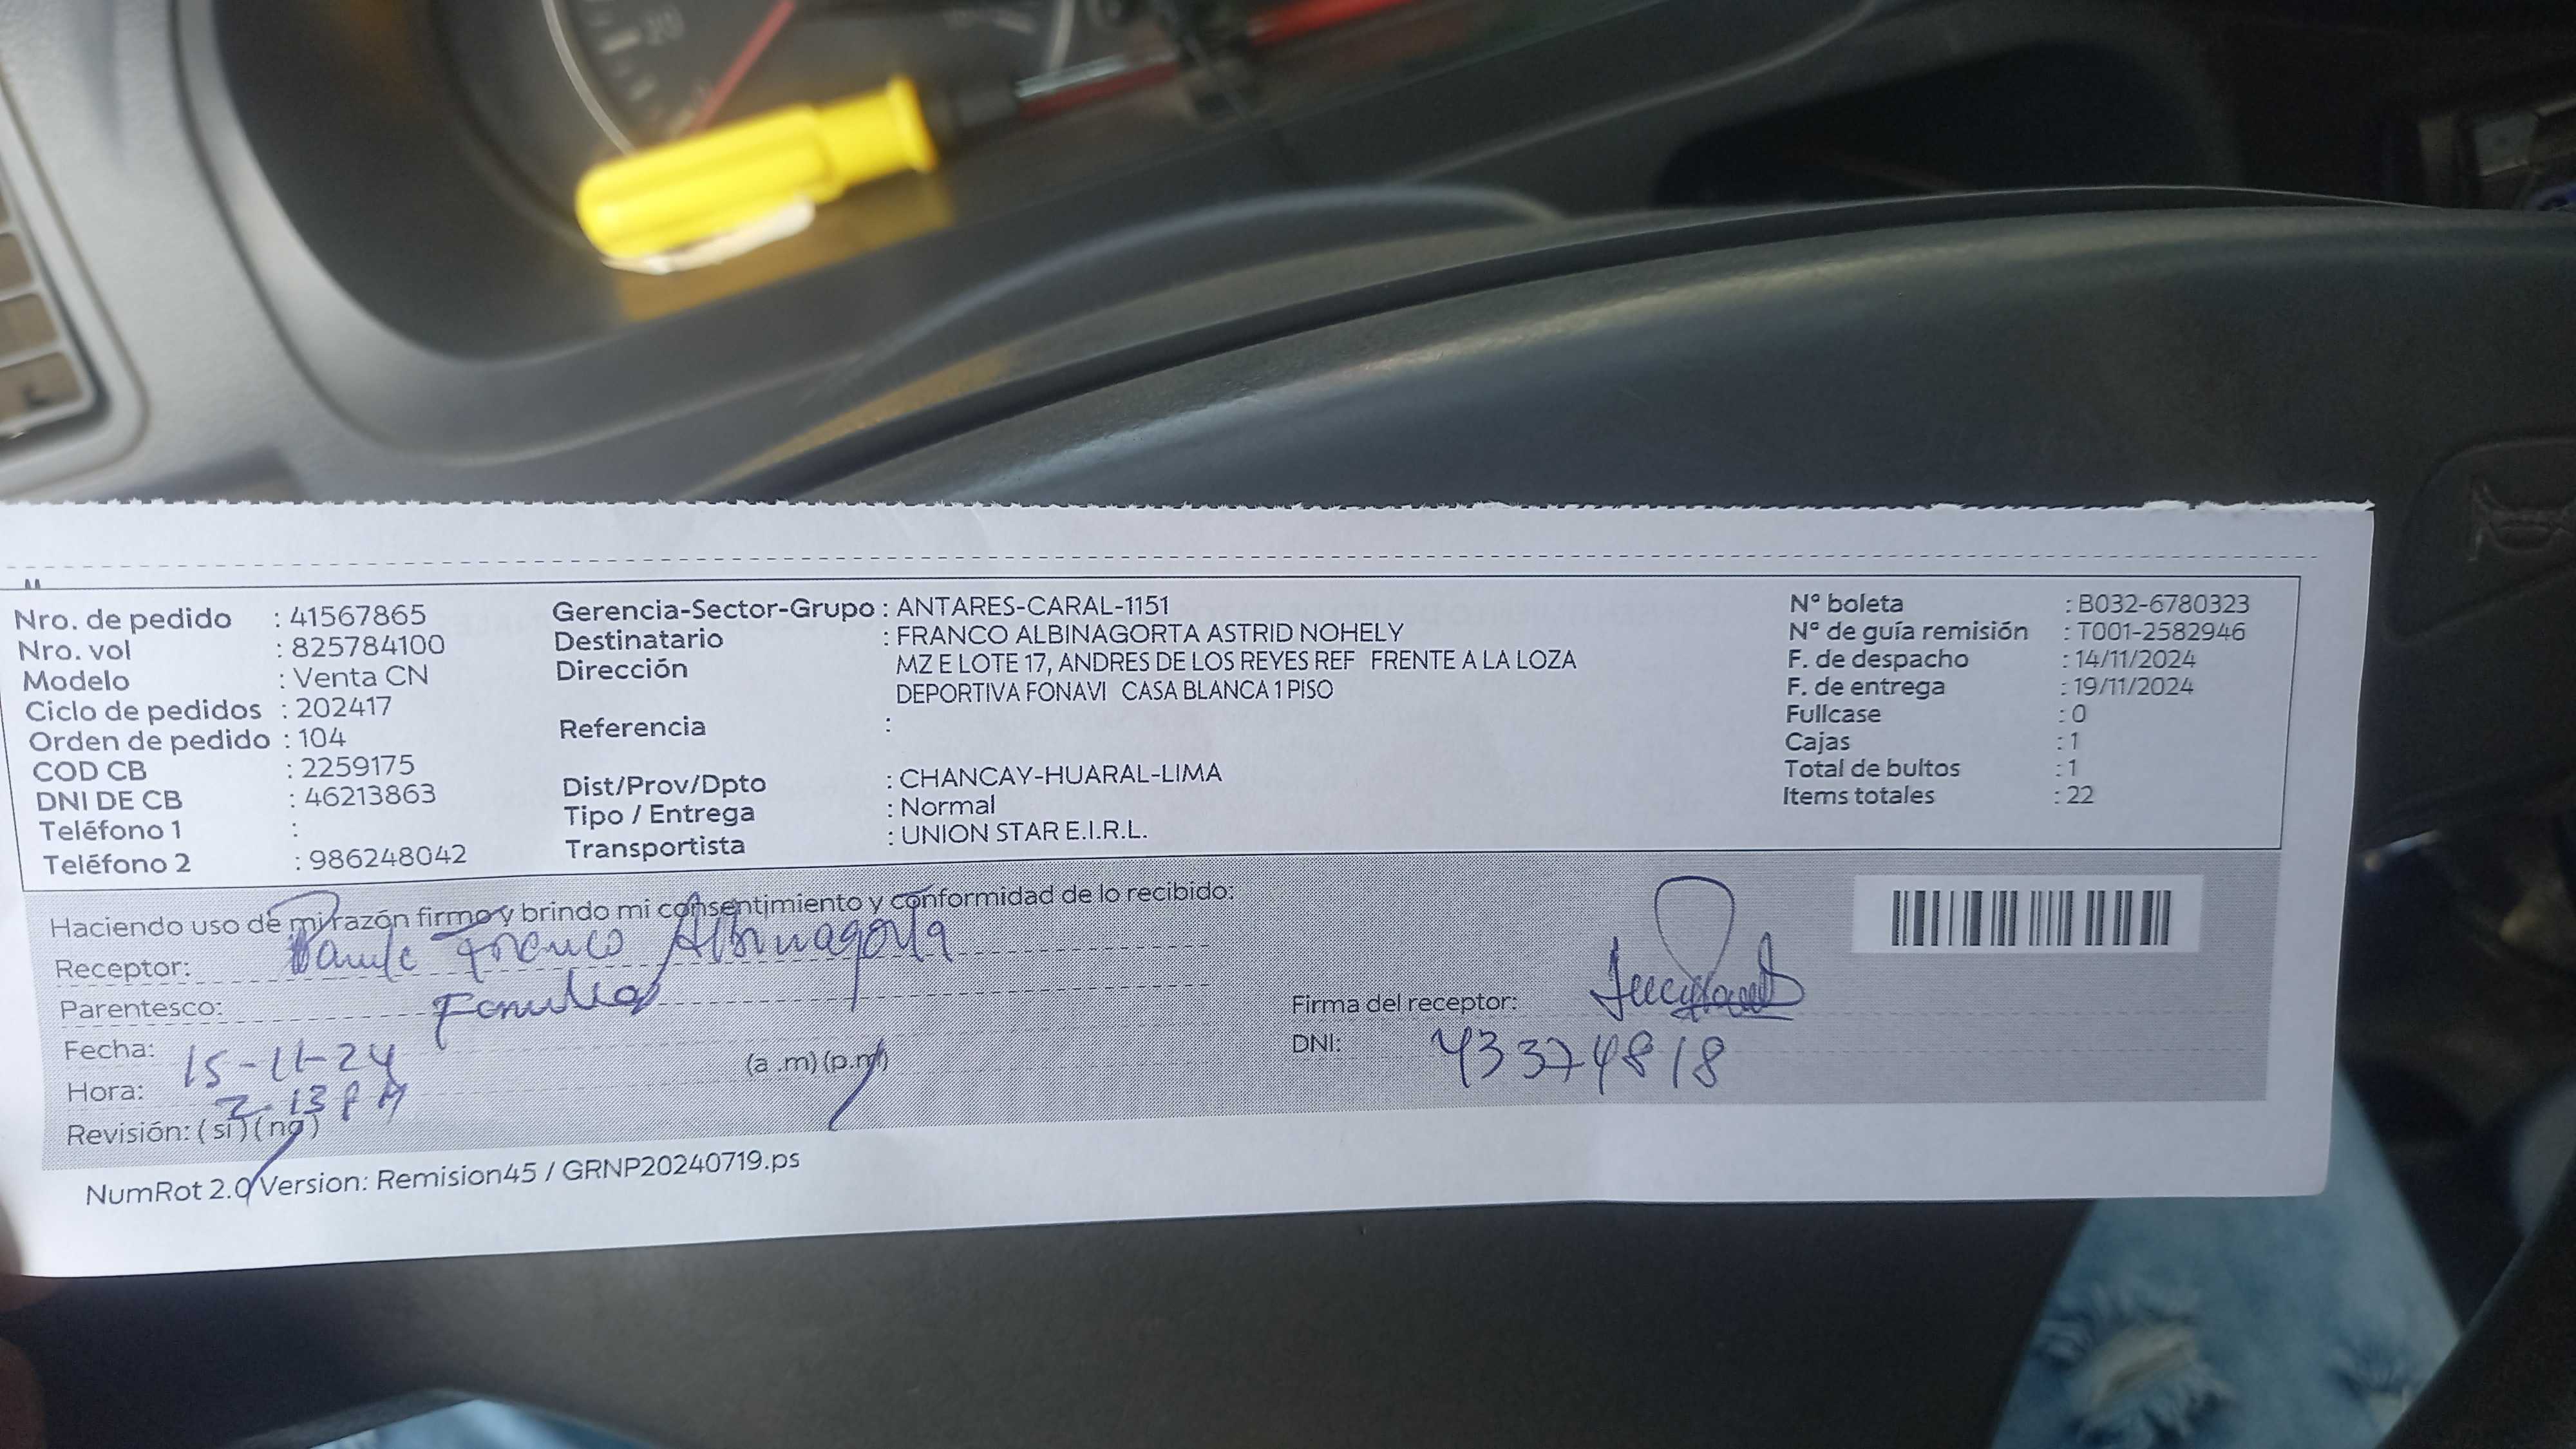 Nro. de pedido : 41567865
Nro. vol : 825784100
Modelo : Venta CN
Ciclo de pedidos : 202417
Orden de pedido : 104
COD CB : 2259175
DNI DE CB : 46213863
Teléfono 1 :
Teléfono 2 : 986248042
Gerencia-Sector-Grupo : ANTARES-CARAL-1151
Destinatario : FRANCO ALBINAGORTA ASTRID NOHELY
Dirección MZ E LOTE 17, ANDRES DE LOS REYES REF FRENTE A LA LOZA
DEPORTIVA FONAVI CASA BLANCA 1 PISO
Referencia :
Dist/Prov/Dpto : CHANCAY-HUARAL-LIMA
Tipo / Entrega : Normal
Transportista : UNION STAR E.I.R.L.
Nº boleta : B032-6780323
Nº de guía remisión : T001-2582946
F. de despacho : 14/11/2024
F. de entrega : 19/11/2024
Fullcase : 0
Cajas : 1
Total de bultos : 1
Items totales : 22
Haciendo uso de mi razón firmo y brindo mi consentimiento y conformidad de lo recibido:
Receptor: Franco Albinagorta
Parentesco:
Fecha: 15-11-24
Hora: 2:13 PM (a .m) (p.m)
Revisión: ( si ) ( no )
Firma del receptor:
DNI: 43374818
NumRot 2.0 Version: Remision45 / GRNP20240719.ps